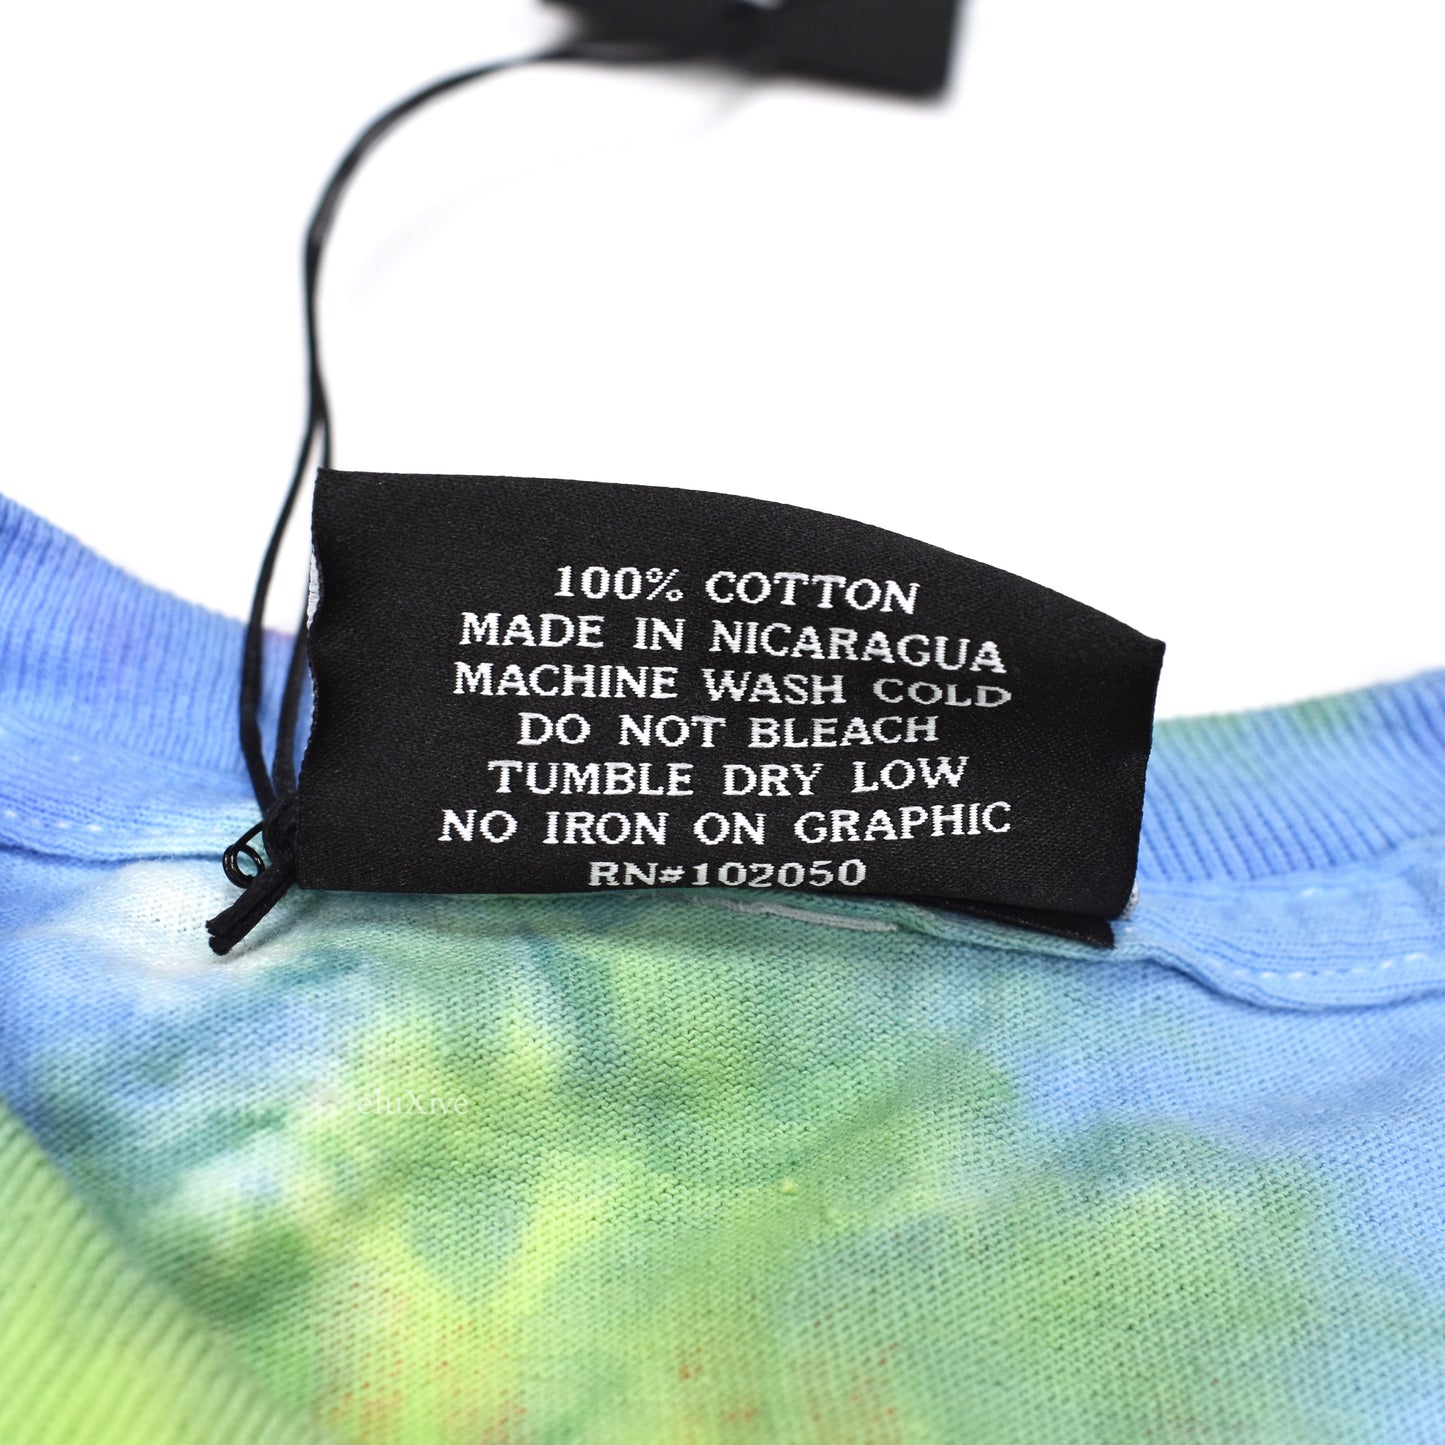 100% COTTON
MADE IN NICARAGUA
MACHINE WASH COLD
DO NOT BLEACH
TUMBLE DRY LOW
NO IRON ON GRAPHIC
RN#102050
eluXive